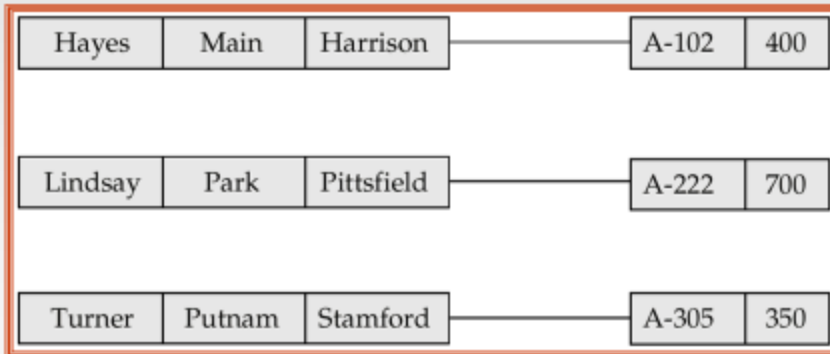 Hayes Main Harrison A-102 400
Lindsay Park Pittsfield A-222 700
Turner Putnam Stamford A-305 350